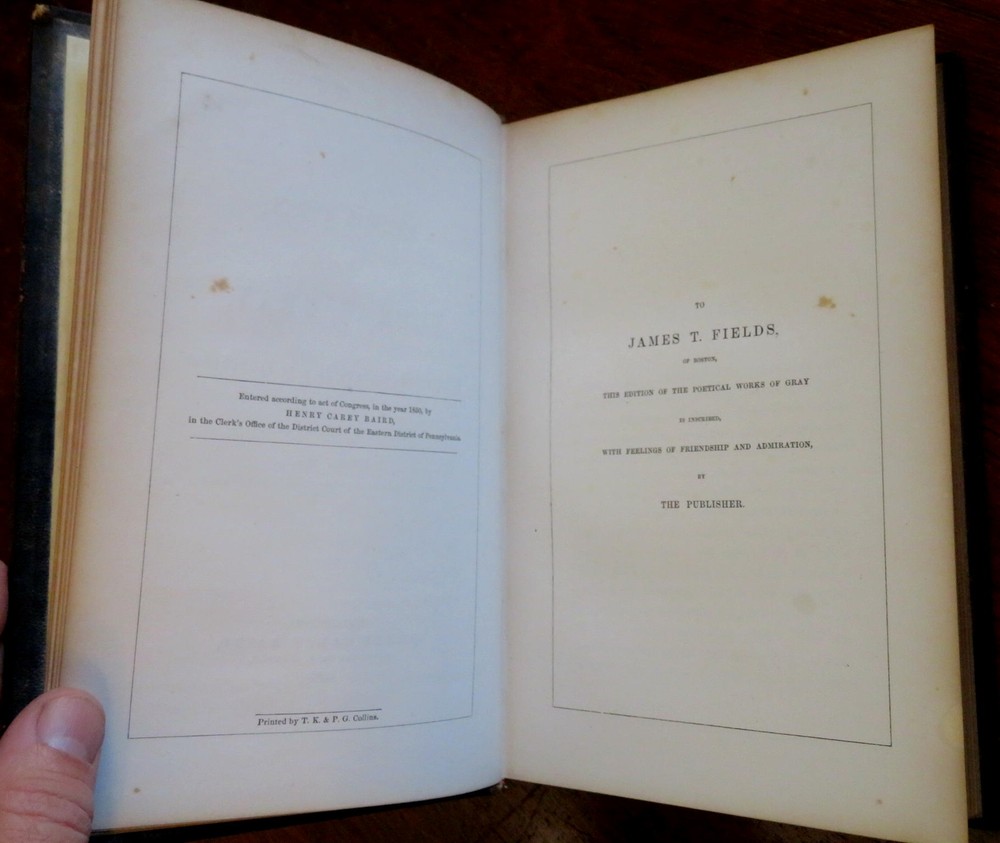 Entered according to act of Congress, in the year 1850, by
HENRY CAREY BAIRD,
in the Clerk's Office of the District Court of the Eastern District of Pennsylvania
Printed by T. K. & P. G. Collins.
TO
JAMES T. FIELDS,
OF BOSTON,
THIS EDITION OF THE POETICAL WORKS OF GRAY
IS INSCRIBED,
WITH FEELINGS OF FRIENDSHIP AND ADMIRATION,
BY
THE PUBLISHER.